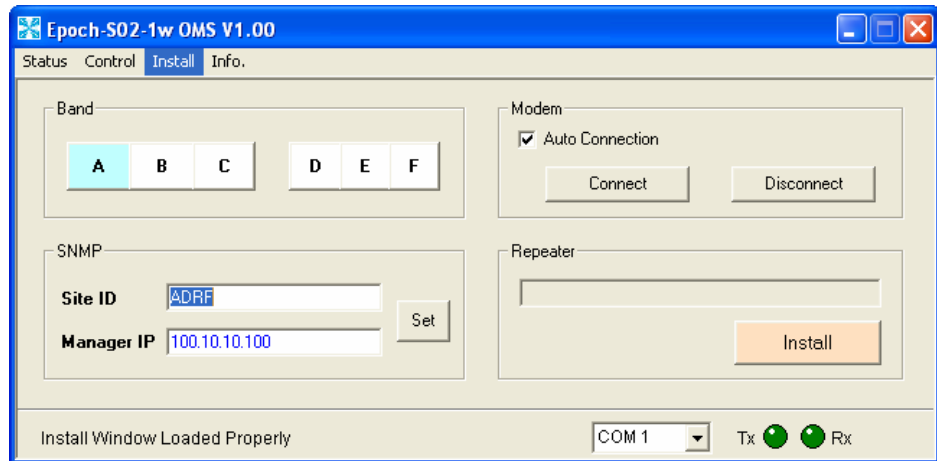 Epoch-S02-1w OMS V1.00
Status Control Install Info.
Band
A B C D E F
Modem
Auto Connection
Connect Disconnect
SNMP
Site ID ADRF
Manager IP 100.10.10.100
Set
Repeater
Install
Install Window Loaded Properly
COM 1
Tx Rx